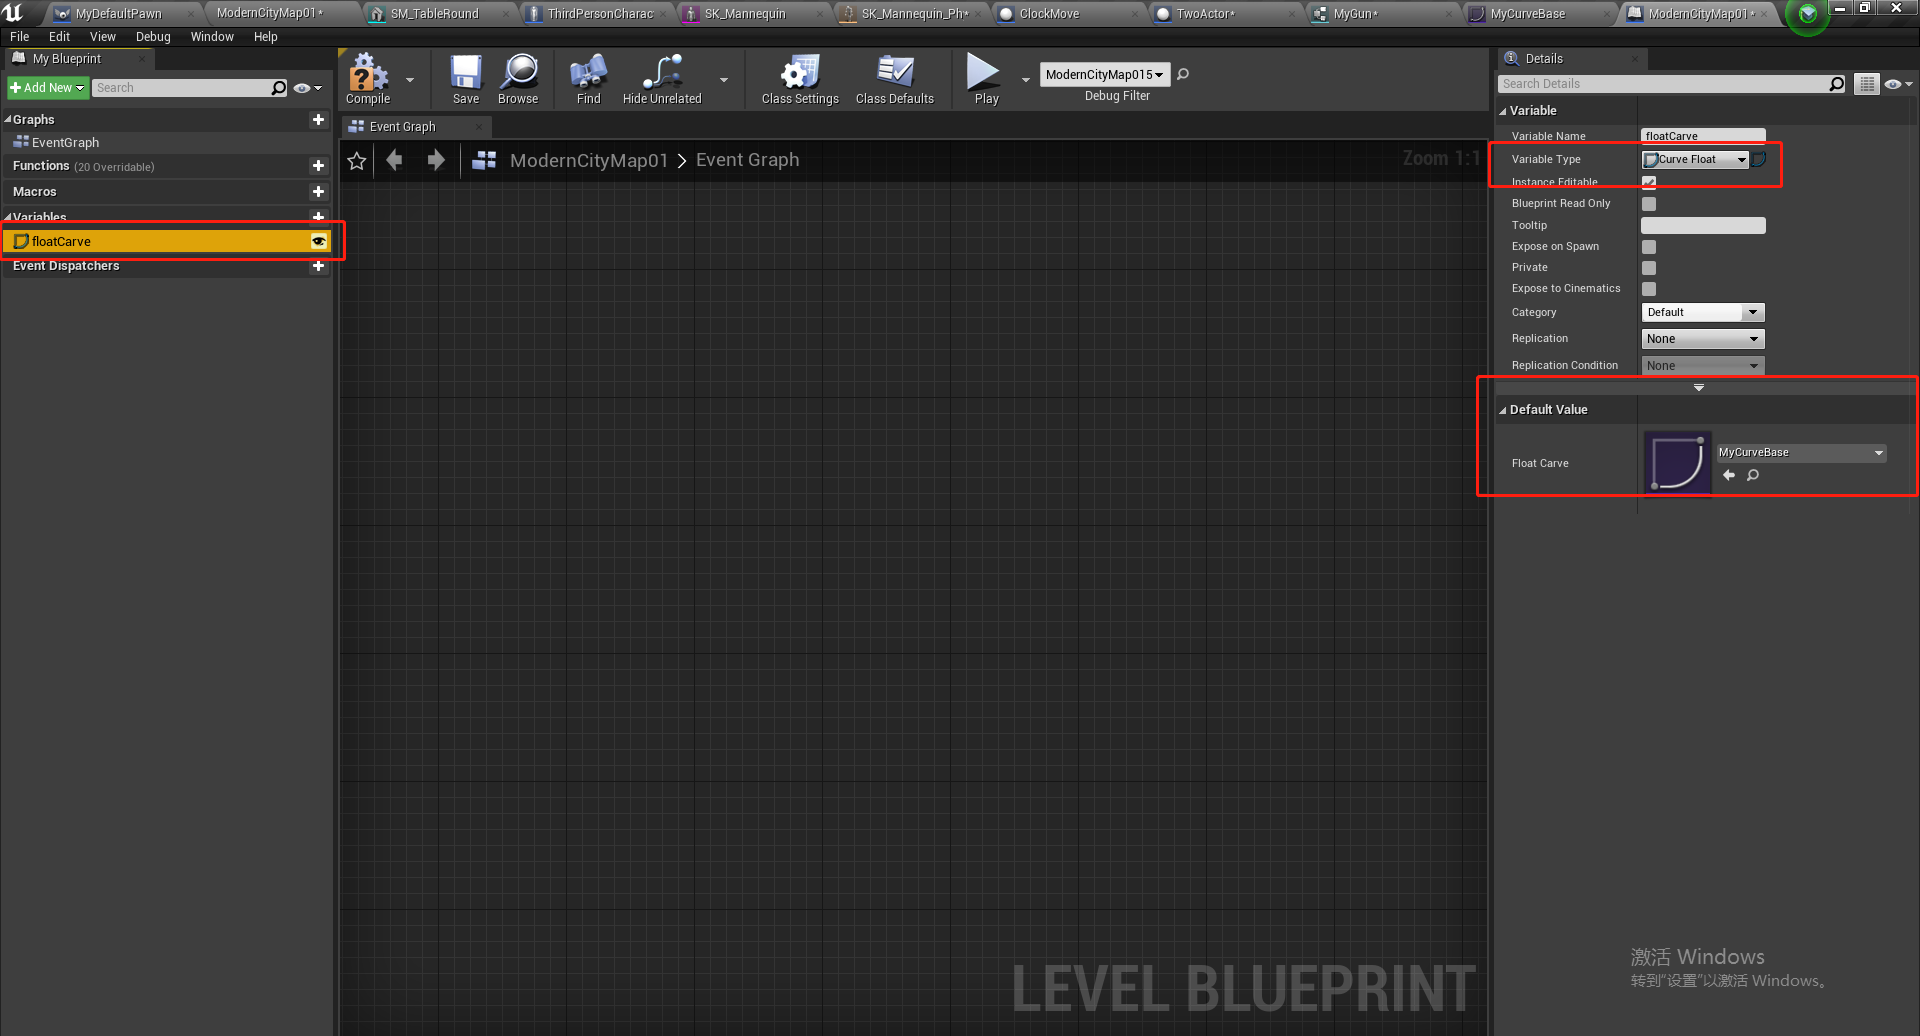 MyDefaultPawn
ModernCityMap01*
SM_TableRound
ThirdPersonCharac
SK_Mannequin
SK_Mannequin_Ph*
ClockMove
TwoActor*
MyGun*
MyCurveBase
ModernCityMap01*
File Edit View Debug Window Help
My Blueprint
Add New
Search
Graphs
EventGraph
Functions (20 Overridable)
Macros
Variables
floatCarve
Event Dispatchers
Compile
Save
Browse
Find
Hide Unrelated
Class Settings
Class Defaults
Play
ModernCityMap015
Debug Filter
Event Graph
ModernCityMap01 > Event Graph
Zoom 1:1
LEVEL BLUEPRINT
Details
Search Details
Variable
Variable Name floatCarve
Variable Type Curve Float
Instance Editable
Blueprint Read Only
Tooltip
Expose on Spawn
Private
Expose to Cinematics
Category Default
Replication None
Replication Condition None
Default Value
Float Carve MyCurveBase
激活 Windows
转到“设置”以激活 Windows。